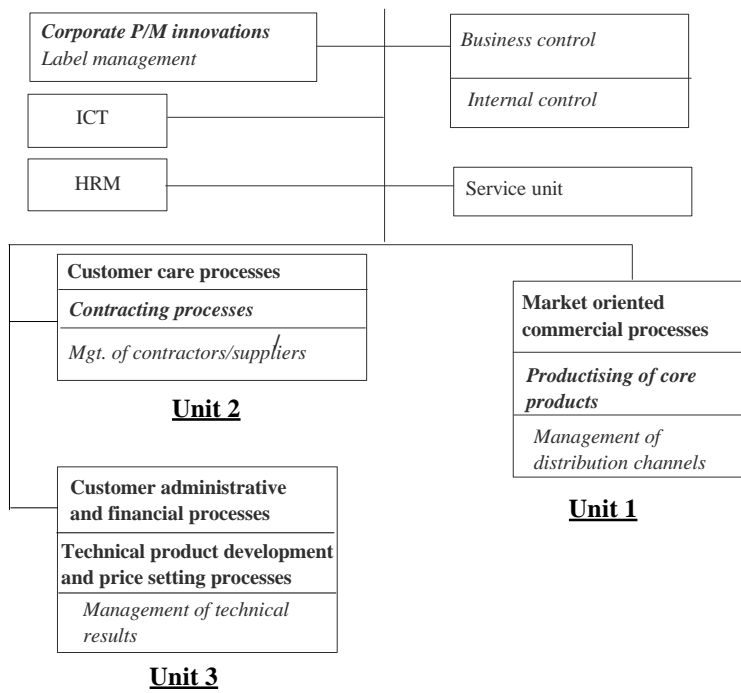 Corporate P/M innovations
Label management
Business control
Internal control
ICT
HRM
Service unit
Customer care processes
Contracting processes
Mgt. of contractors/suppliers
Unit 2
Market oriented
commercial processes
Productising of core
products
Management of
distribution channels
Unit 1
Customer administrative
and financial processes
Technical product development
and price setting processes
Management of technical
results
Unit 3